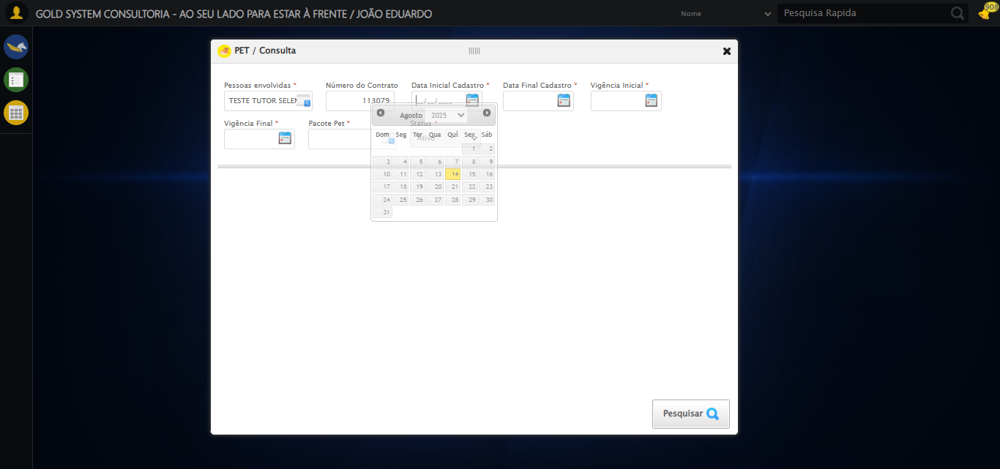 GOLD SYSTEM CONSULTORIA - AO SEU LADO PARA ESTAR À FRENTE / JOÃO EDUARDO
Nome
Pesquisa Rapida
908
PET / Consulta
Pessoas envolvidas * Número do Contrato Data Inicial Cadastro * Data Final Cadastro * Vigência Inicial *
TESTE TUTOR SELEN 113079 __/__/____
Vigência Final * Pacote Pet * Status *
Ativo
Agosto 2025
Dom Seg Ter Qua Qui Sex Sáb
1 2
3 4 5 6 7 8 9
10 11 12 13 14 15 16
17 18 19 20 21 22 23
24 25 26 27 28 29 30
31
Pesquisar